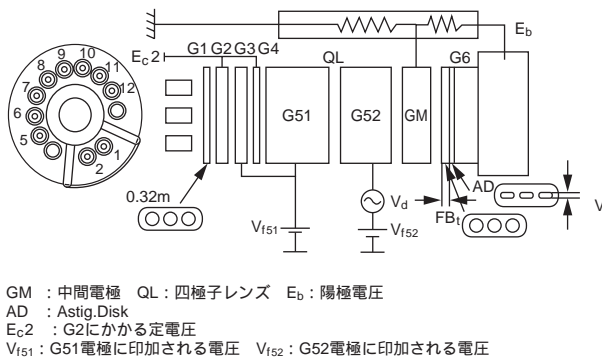 Eb
Ec2 G1 G2 G3 G4 QL G6
9 10
8 11
7 12
6
5 1
2
G51 G52 GM
0.32m
AD
Vd
FBt
V
Vf51 Vf52
GM ：中間電極 QL：四極子レンズ Eb：陽極電圧
AD ：Astig.Disk
Ec2 ：G2にかかる定電圧
Vf51：G51電極に印加される電圧 Vf52：G52電極に印加される電圧